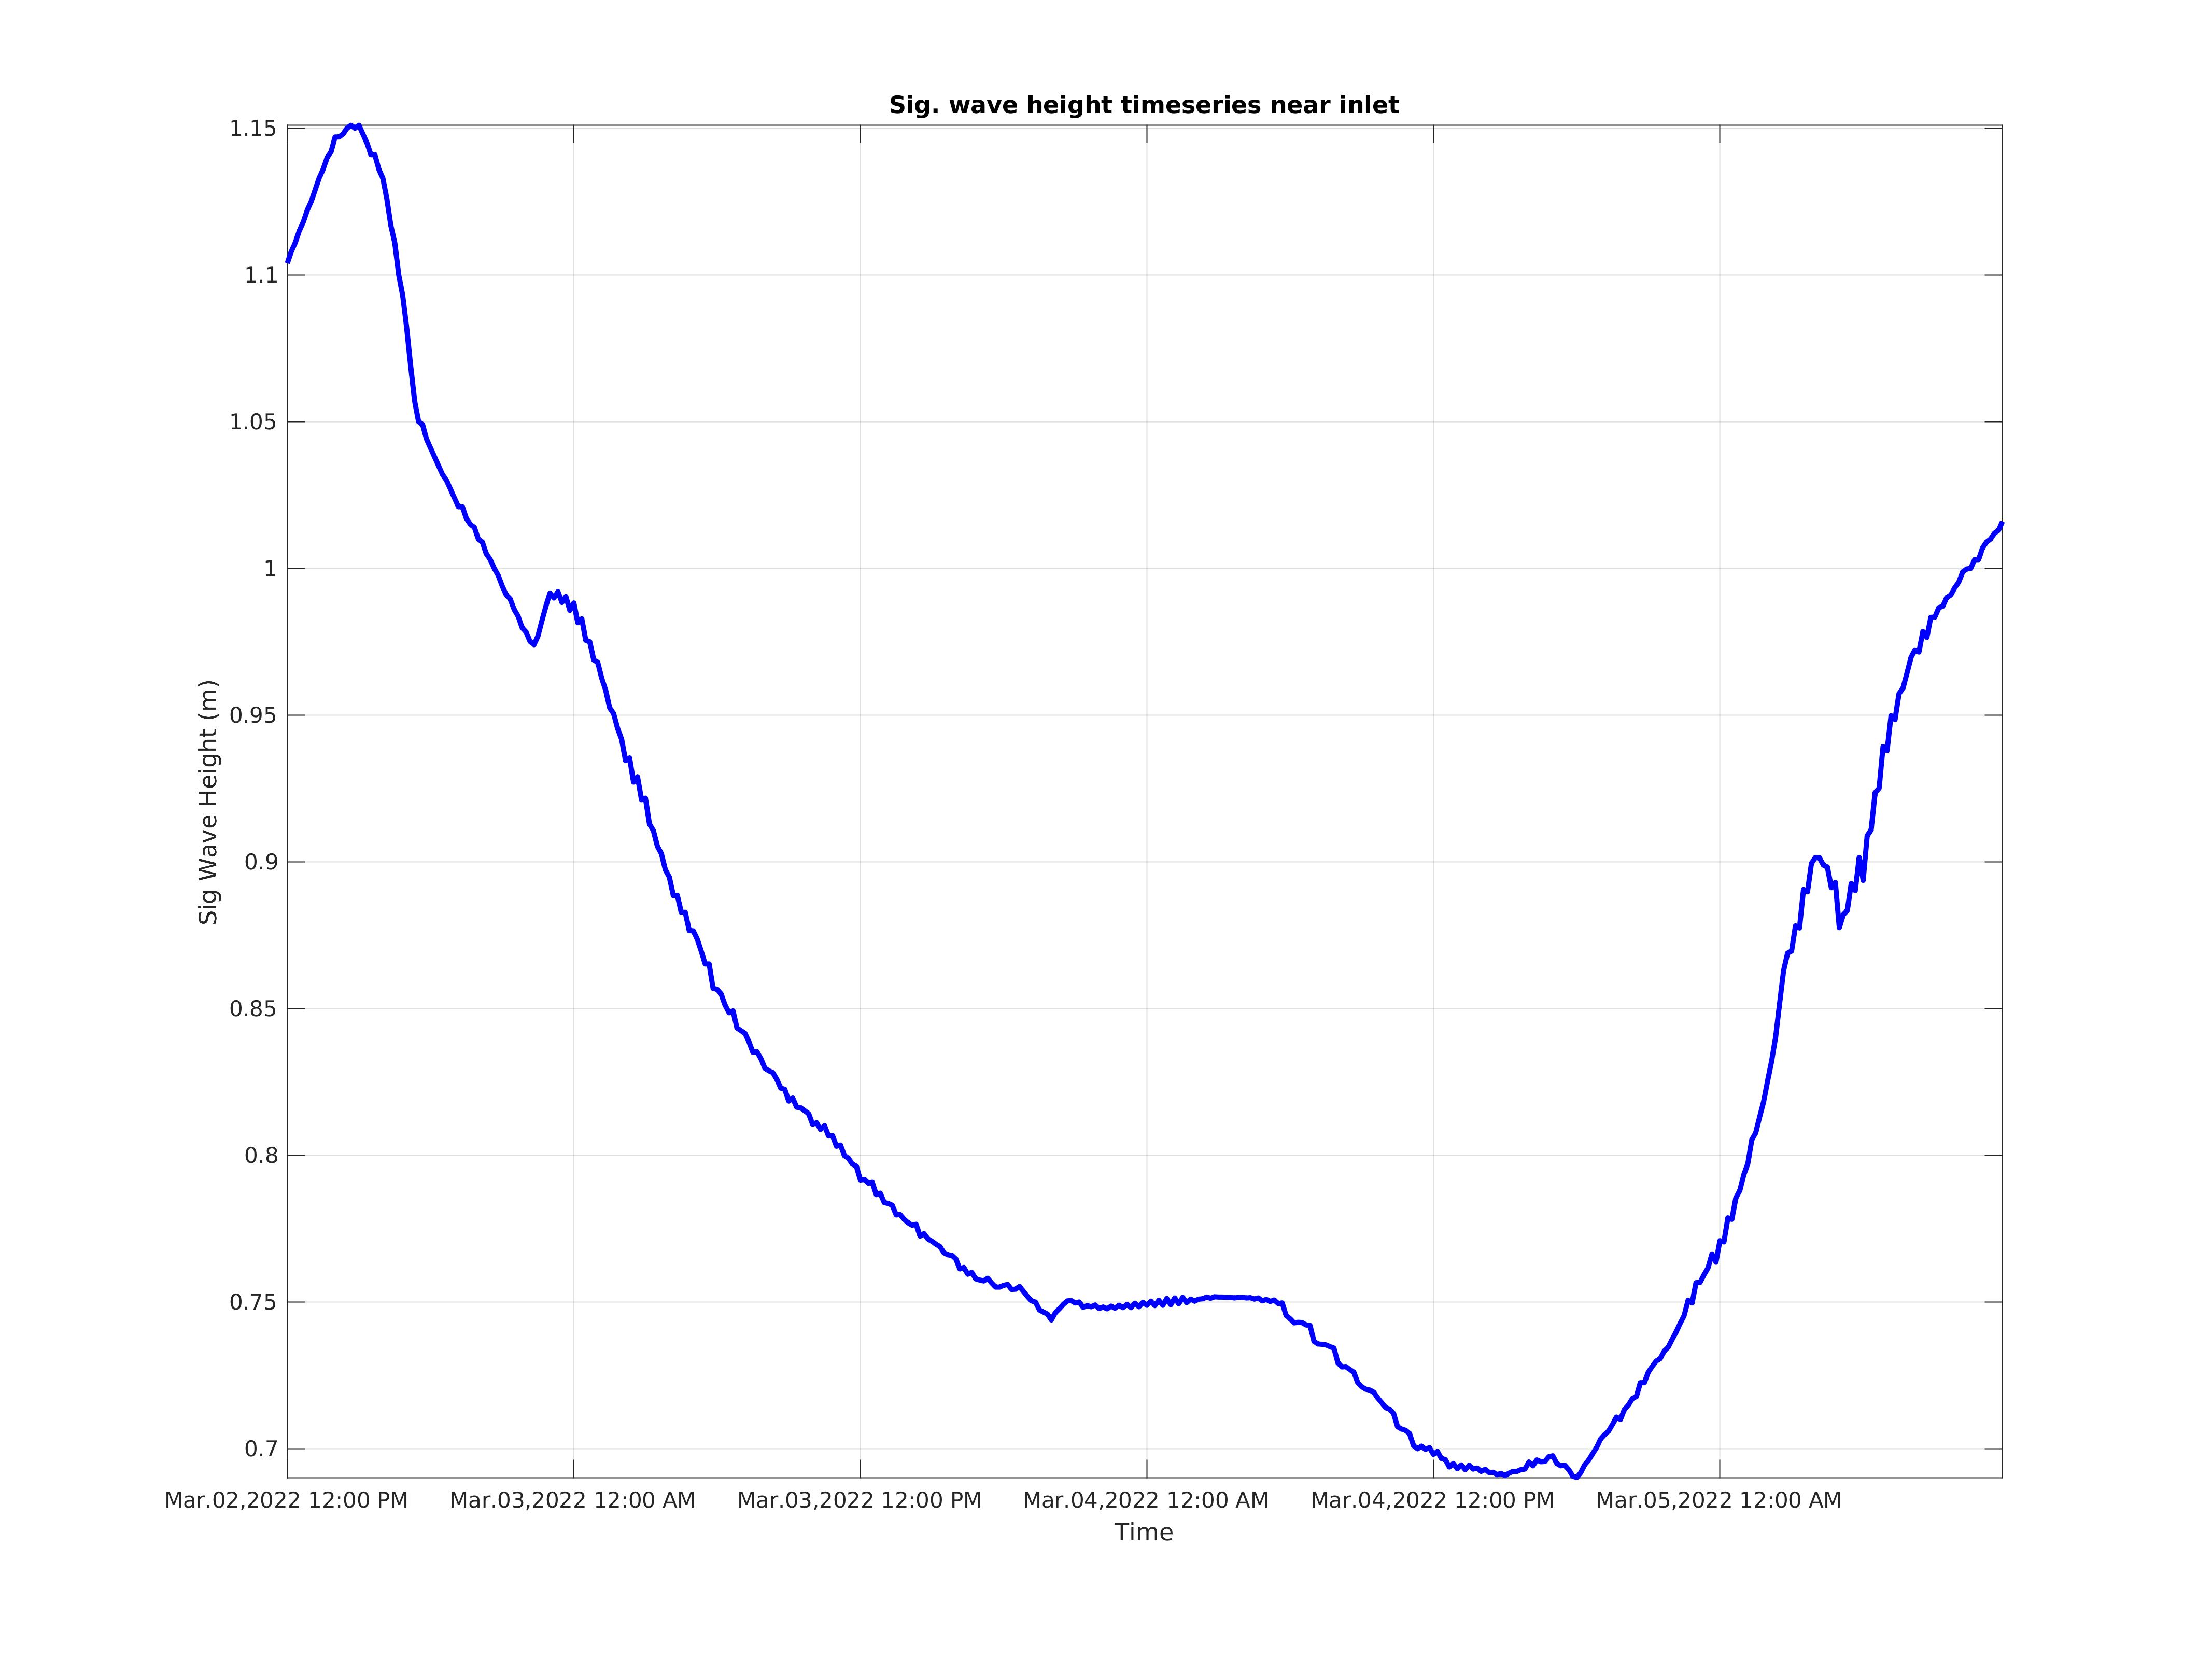 Sig. wave height timeseries near inlet
1.15
1.1
1.05
1
0.95
0.9
0.85
0.8
0.75
0.7
Sig Wave Height (m)
Mar.02,2022 12:00 PM Mar.03,2022 12:00 AM Mar.03,2022 12:00 PM Mar.04,2022 12:00 AM Mar.04,2022 12:00 PM Mar.05,2022 12:00 AM
Time